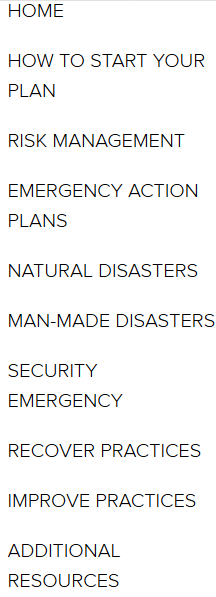 HOME
HOW TO START YOUR
PLAN
RISK MANAGEMENT
EMERGENCY ACTION
PLANS
NATURAL DISASTERS
MAN-MADE DISASTERS
SECURITY
EMERGENCY
RECOVER PRACTICES
IMPROVE PRACTICES
ADDITIONAL
RESOURCES